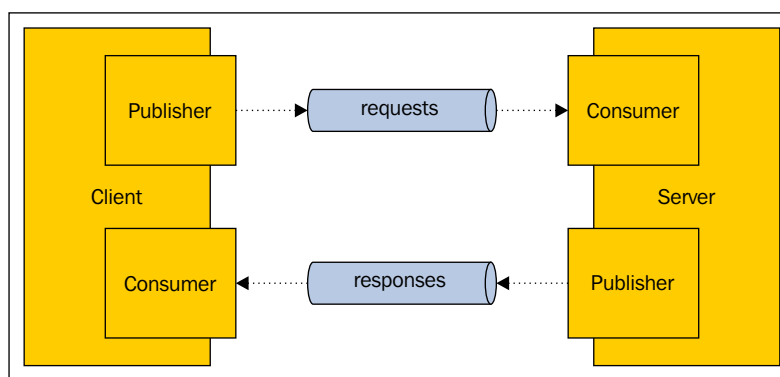 Publisher
requests
Consumer
Client
Server
Consumer
responses
Publisher